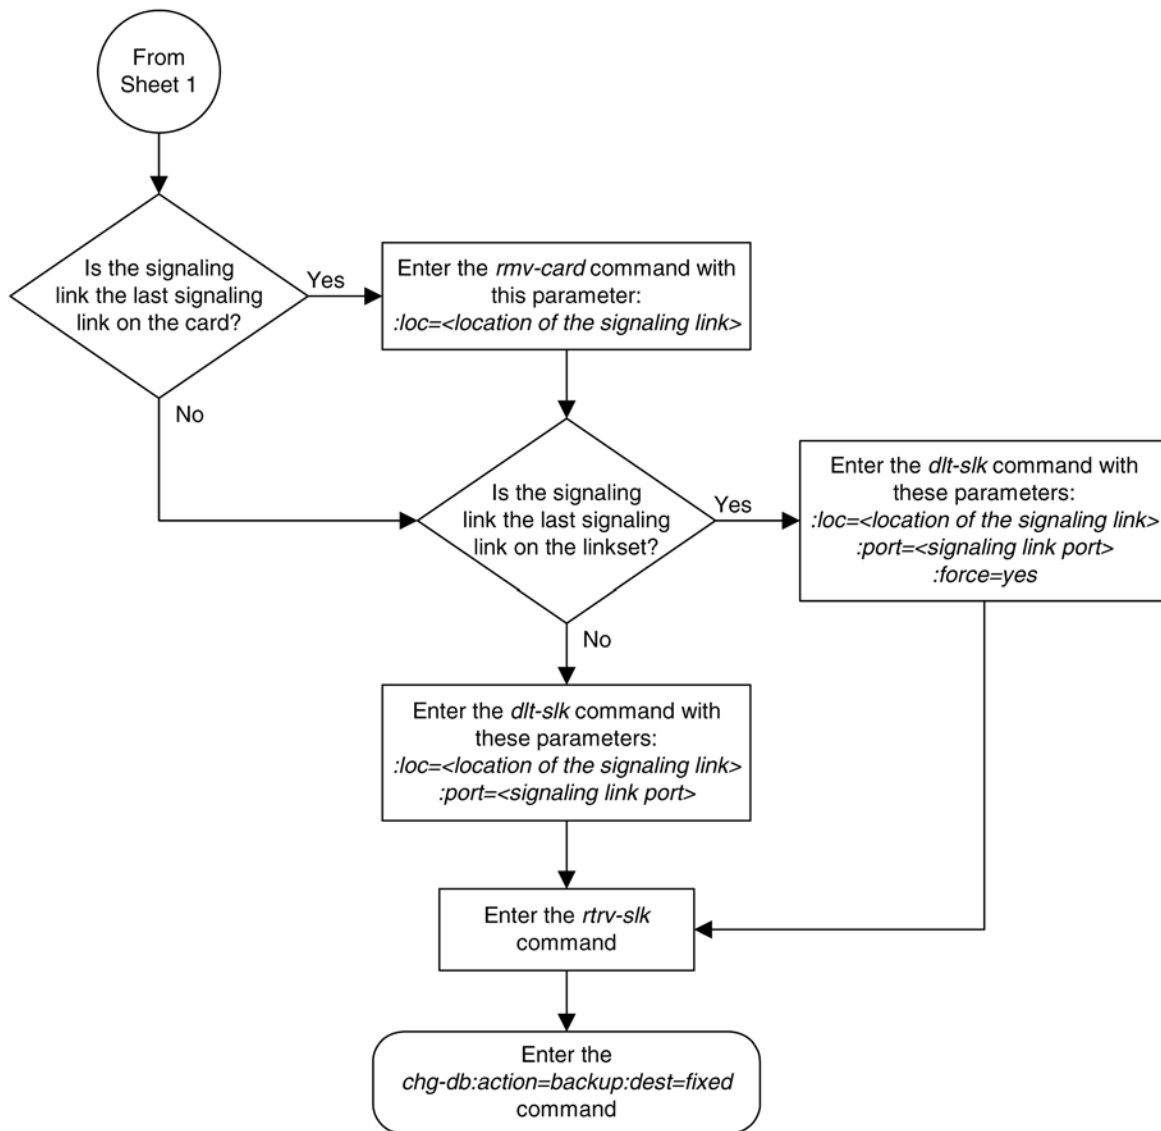 From
Sheet 1
Is the signaling
link the last signaling
link on the card?
Yes
No
Enter the rmv-card command with
this parameter:
:loc=<location of the signaling link>
Is the signaling
link the last signaling
link on the linkset?
Yes
No
Enter the dlt-slk command with
these parameters:
:loc=<location of the signaling link>
:port=<signaling link port>
:force=yes
Enter the dlt-slk command with
these parameters:
:loc=<location of the signaling link>
:port=<signaling link port>
Enter the rtrv-slk
command
Enter the
chg-db:action=backup:dest=fixed
command